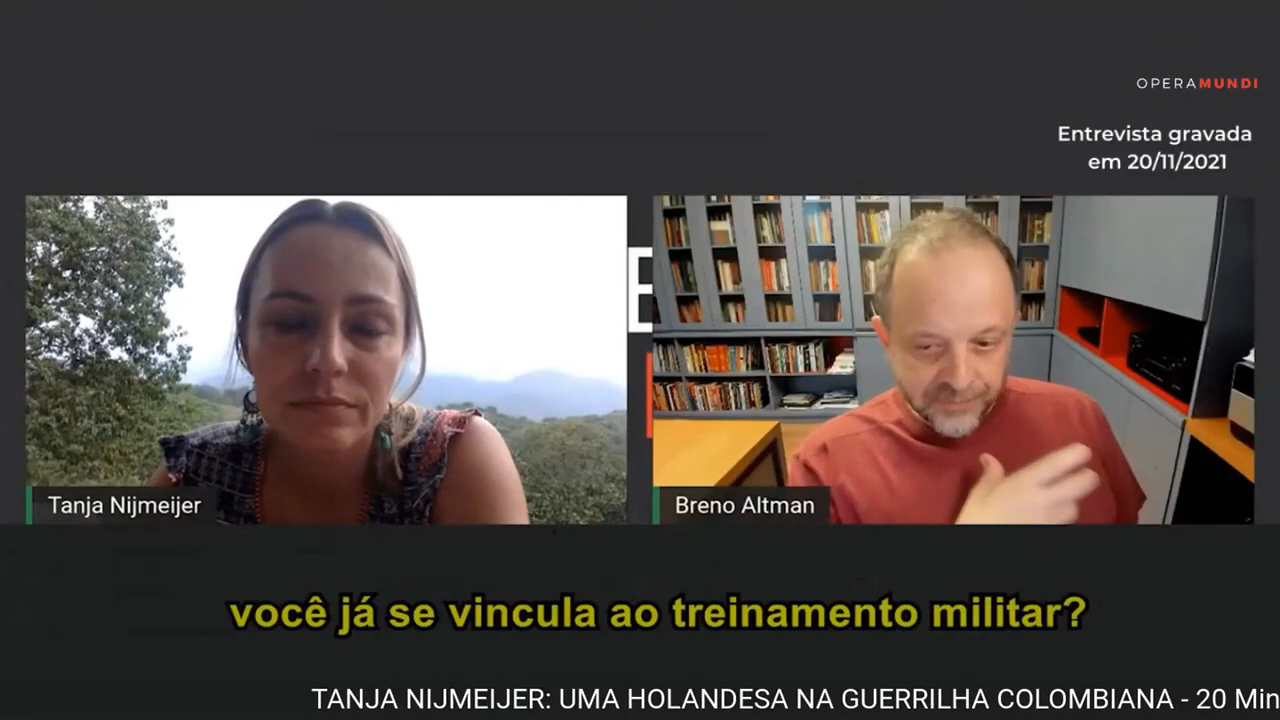 OPERAMUNDI
Entrevista gravada
em 20/11/2021
E
Tanja Nijmeijer
Breno Altman
você já se vincula ao treinamento militar?
TANJA NIJMEIJER: UMA HOLANDESA NA GUERRILHA COLOMBIANA - 20 Min